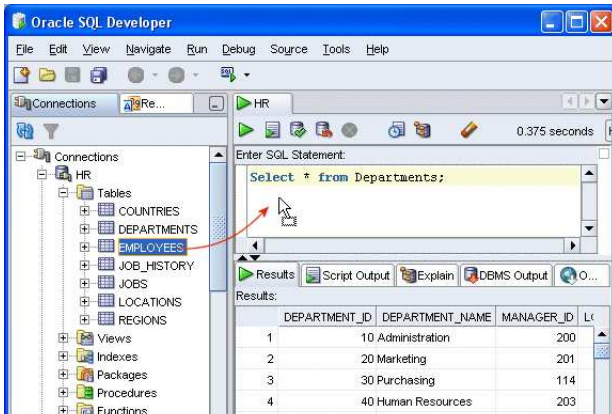 Oracle SQL Developer
File Edit View Navigate Run Debug Source Tools Help
Connections Re...
HR
0.375 seconds
Connections
HR
Tables
COUNTRIES
DEPARTMENTS
EMPLOYEES
JOB_HISTORY
JOBS
LOCATIONS
REGIONS
Views
Indexes
Packages
Procedures
Functions
Enter SQL Statement:
Select * from Departments;
Results Script Output Explain DBMS Output O...
Results:
DEPARTMENT_ID DEPARTMENT_NAME MANAGER_ID
1 10 Administration 200
2 20 Marketing 201
3 30 Purchasing 114
4 40 Human Resources 203